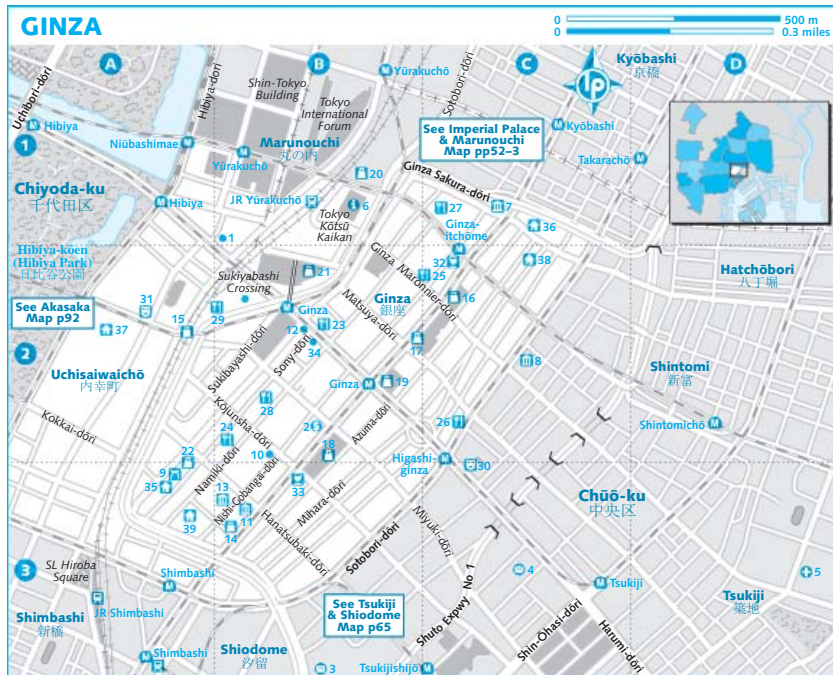 GINZA
0 500 m
0 0.3 miles
A
B
C
D
Kyōbashi
京橋
Uchibori-dōri
Hibiya-dori
Shin-Tokyo
Building
Tokyo
International
Forum
Yūrakuchō
Sotobori-dōri
lp
Hibiya
Niūbashimae
Marunouchi
丸の内
Yūrakuchō
See Imperial Palace
& Marunouchi
Map pp52–3
Kyōbashi
Takarachō
1
20
Ginza Sakura-dōri
Chiyoda-ku
千代田区
Hibiya
JR Yūrakuchō
6
Tokyo
Kōtsū
Kaikan
27
7
Ginza-
itchōme
36
1
Hibiya-kōen
(Hibiya Park)
日比谷公園
Sukiyabashi
Crossing
21
Ginza Maronnier-dōri
32
25
38
Hatchōbori
八丁堀
See Akasaka
Map p92
31
15
29
Ginza
Matsuya-dōri
Ginza
銀座
16
37
12
23
34
17
2
Sukibayashi-dōri
Sony-dōri
8
Uchisaiwaichō
内幸町
Ginza
19
Shintomi
新富
28
Kokkai-dōri
Kojunsha-dōri
2
Azuma-dōri
26
Shintomichō
24
18
22
10
Higashi-
ginza
30
9
35
Namiki-dōri
13
Nishi-Gobangai-dōri
33
Mihara-dōri
Chūō-ku
中央区
39
14
11
Hanatsubaki-dōri
Sotobori-dōri
Miyuki-dōri
3
SL Hiroba
Square
Shimbashi
4
5
JR Shimbashi
Tsukiji
Tsukiji
築地
Shimbashi
新橋
See Tsukiji
& Shiodome
Map p65
Shuto Expwy No 1
Shin-Ōhasi-dōri
Harumi-dōri
Shimbashi
Shiodome
汐留
3
Tsukijishijō